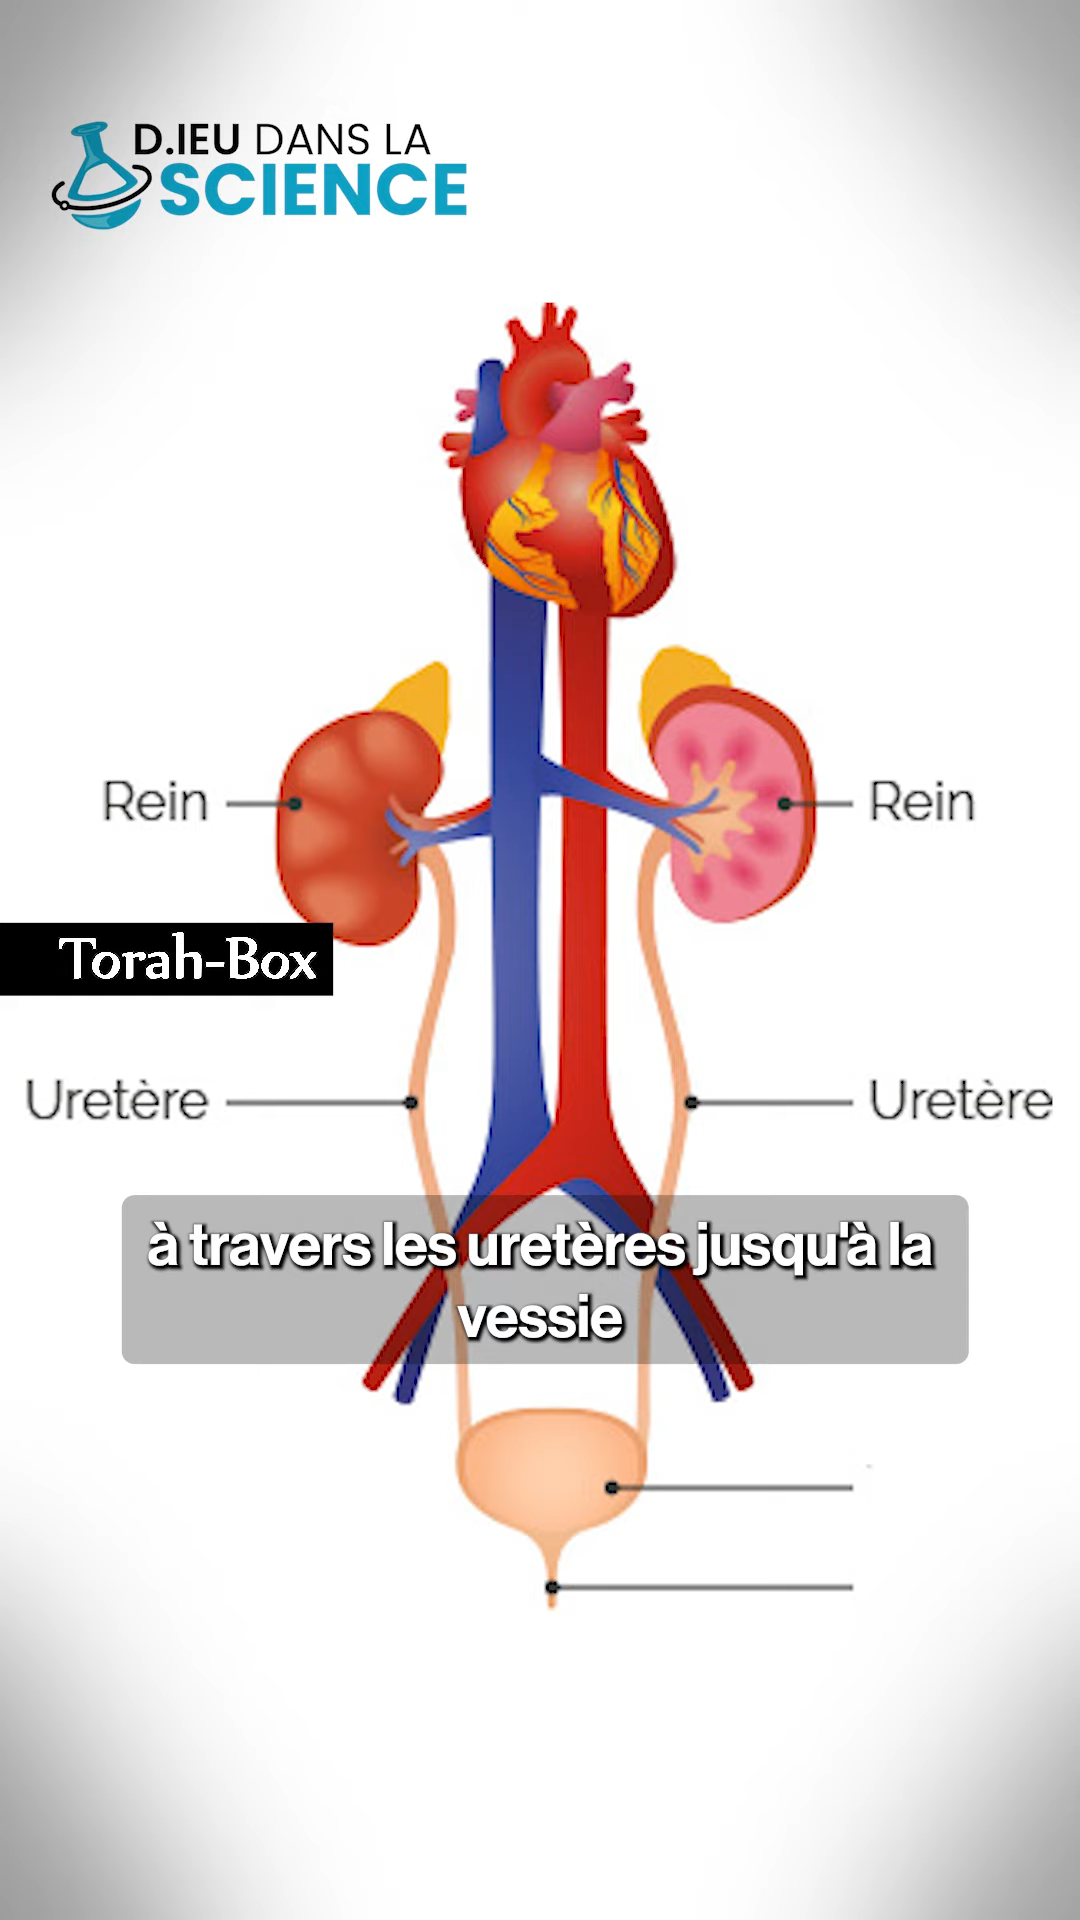 D.IEU DANS LA
SCIENCE
Rein
Rein
Torah-Box
Uretère
Uretère
à travers les uretères jusqu'à la
vessie